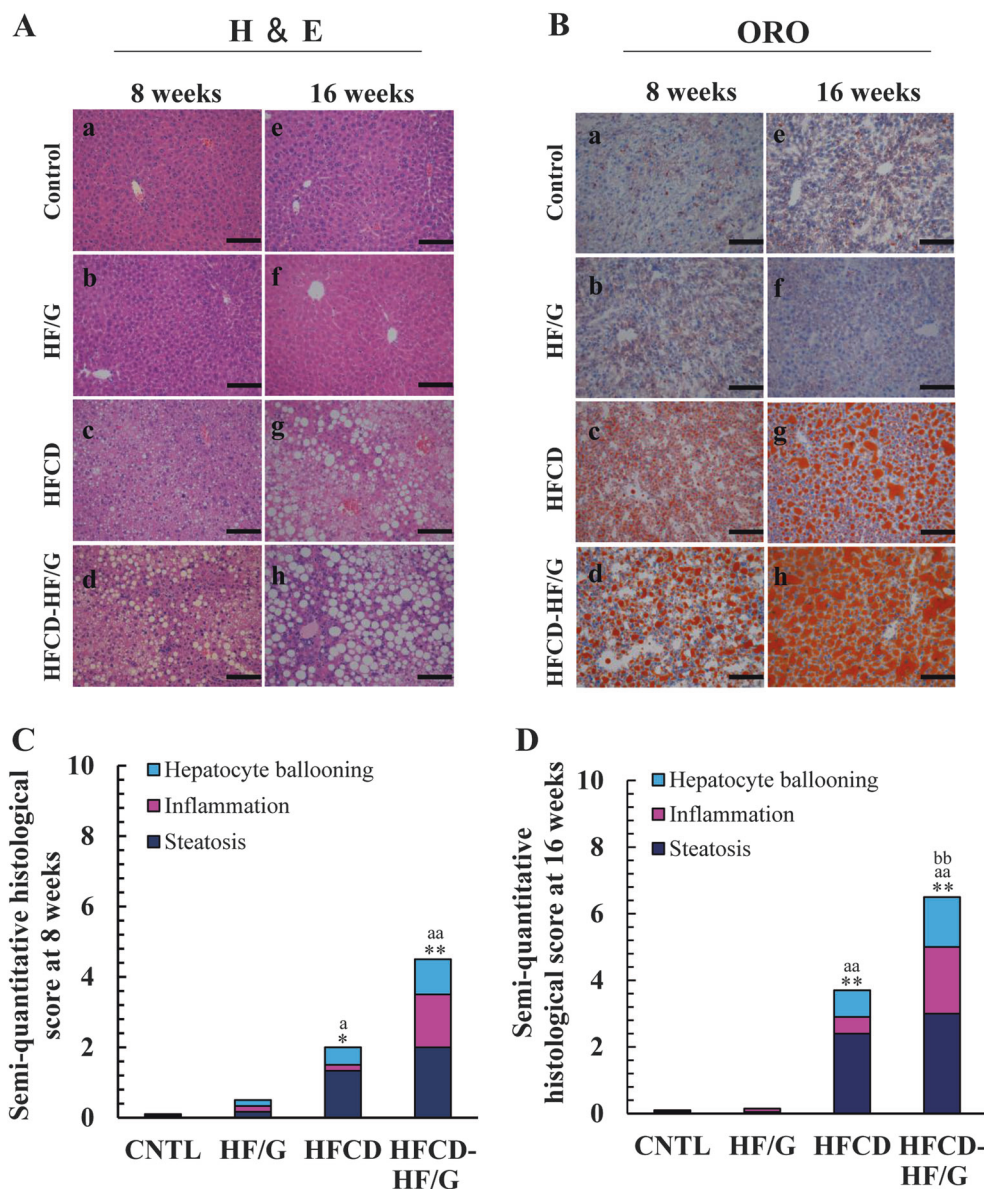 A
H & E
8 weeks
16 weeks
Control
HF/G
HFCD
HFCD-HF/G
a
e
b
f
c
g
d
h
B
ORO
8 weeks
16 weeks
Control
HF/G
HFCD
HFCD-HF/G
a
e
b
f
c
g
d
h
C
Semi-quantitative histological
score at 8 weeks
10
8
6
4
2
0
Hepatocyte ballooning
Inflammation
Steatosis
a
*
aa
**
CNTL
HF/G
HFCD
HFCD-
HF/G
D
Semi-quantitative
histological score at 16 weeks
10
8
6
4
2
0
Hepatocyte ballooning
Inflammation
Steatosis
aa
**
bb
aa
**
CNTL
HF/G
HFCD
HFCD-
HF/G